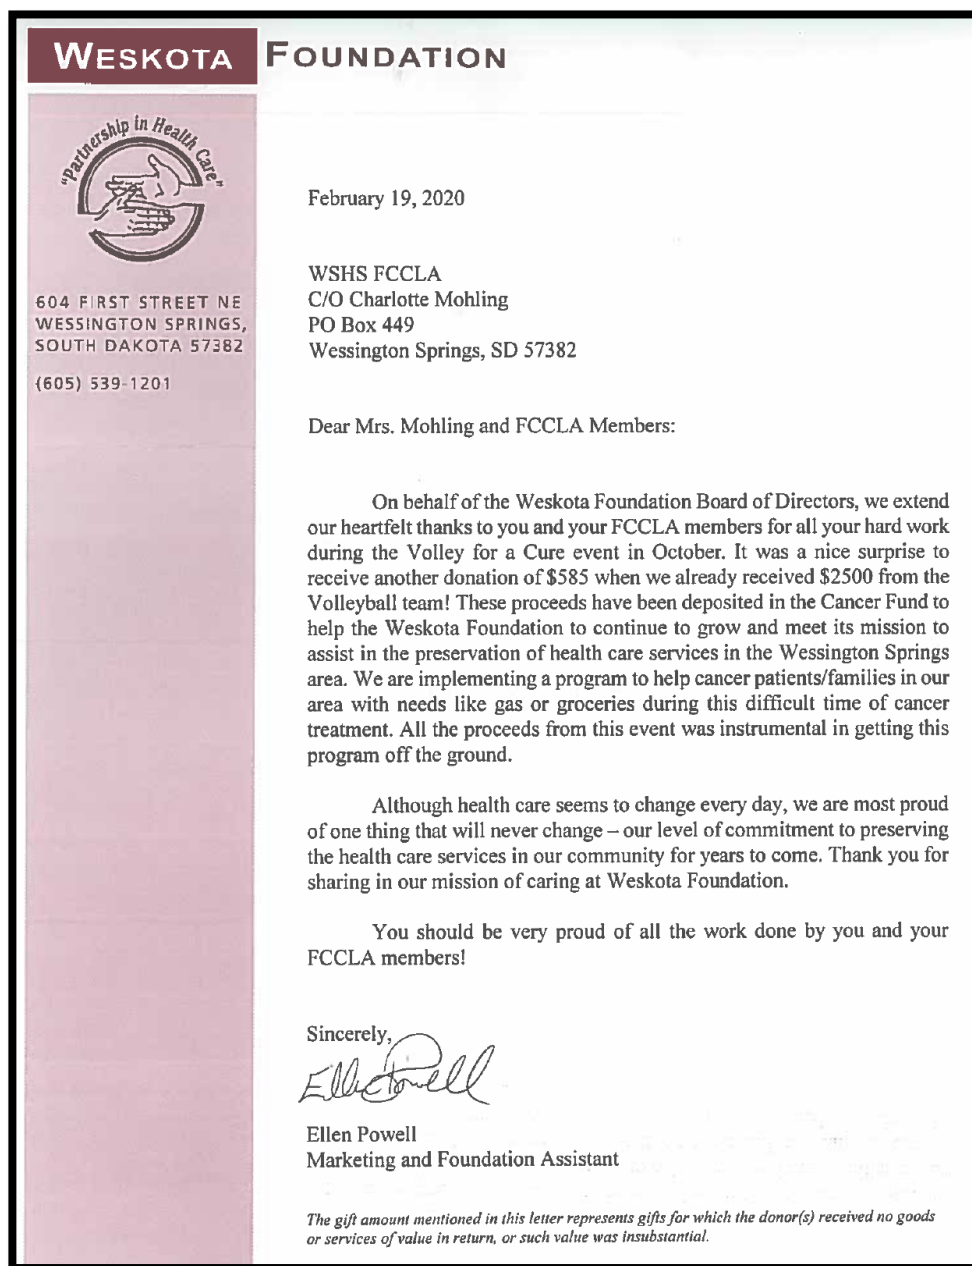 WESKOTA FOUNDATION
"Partnership in Health Care"
604 FIRST STREET NE
WESSINGTON SPRINGS,
SOUTH DAKOTA 57382
(605) 539-1201
February 19, 2020
WSHS FCCLA
C/O Charlotte Mohling
PO Box 449
Wessington Springs, SD 57382
Dear Mrs. Mohling and FCCLA Members:
On behalf of the Weskota Foundation Board of Directors, we extend
our heartfelt thanks to you and your FCCLA members for all your hard work
during the Volley for a Cure event in October. It was a nice surprise to
receive another donation of $585 when we already received $2500 from the
Volleyball team! These proceeds have been deposited in the Cancer Fund to
help the Weskota Foundation to continue to grow and meet its mission to
assist in the preservation of health care services in the Wessington Springs
area. We are implementing a program to help cancer patients/families in our
area with needs like gas or groceries during this difficult time of cancer
treatment. All the proceeds from this event was instrumental in getting this
program off the ground.
Although health care seems to change every day, we are most proud
of one thing that will never change – our level of commitment to preserving
the health care services in our community for years to come. Thank you for
sharing in our mission of caring at Weskota Foundation.
You should be very proud of all the work done by you and your
FCCLA members!
Sincerely,
Ellen Powell
Ellen Powell
Marketing and Foundation Assistant
The gift amount mentioned in this letter represents gifts for which the donor(s) received no goods
or services of value in return, or such value was insubstantial.